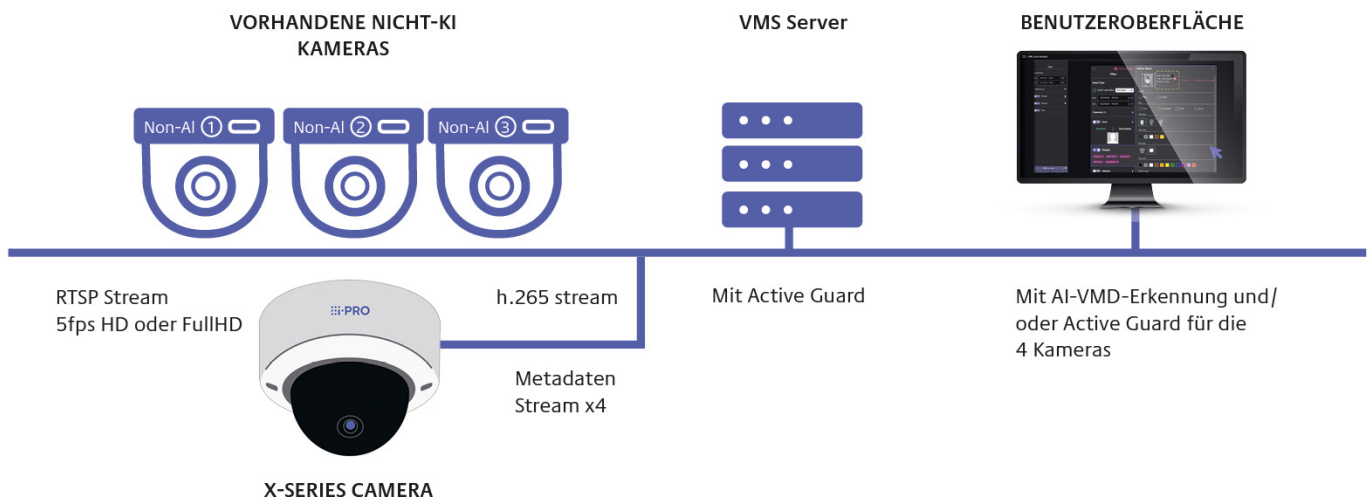 VORHANDENE NICHT-KI
KAMERAS
VMS Server
BENUTZEROBERFLÄCHE
Non-AI 1
Non-AI 2
Non-AI 3
RTSP Stream
5fps HD oder FullHD
i-PRO
h.265 stream
Metadaten
Stream x4
Mit Active Guard
Mit AI-VMD-Erkennung und/
oder Active Guard für die
4 Kameras
X-SERIES CAMERA